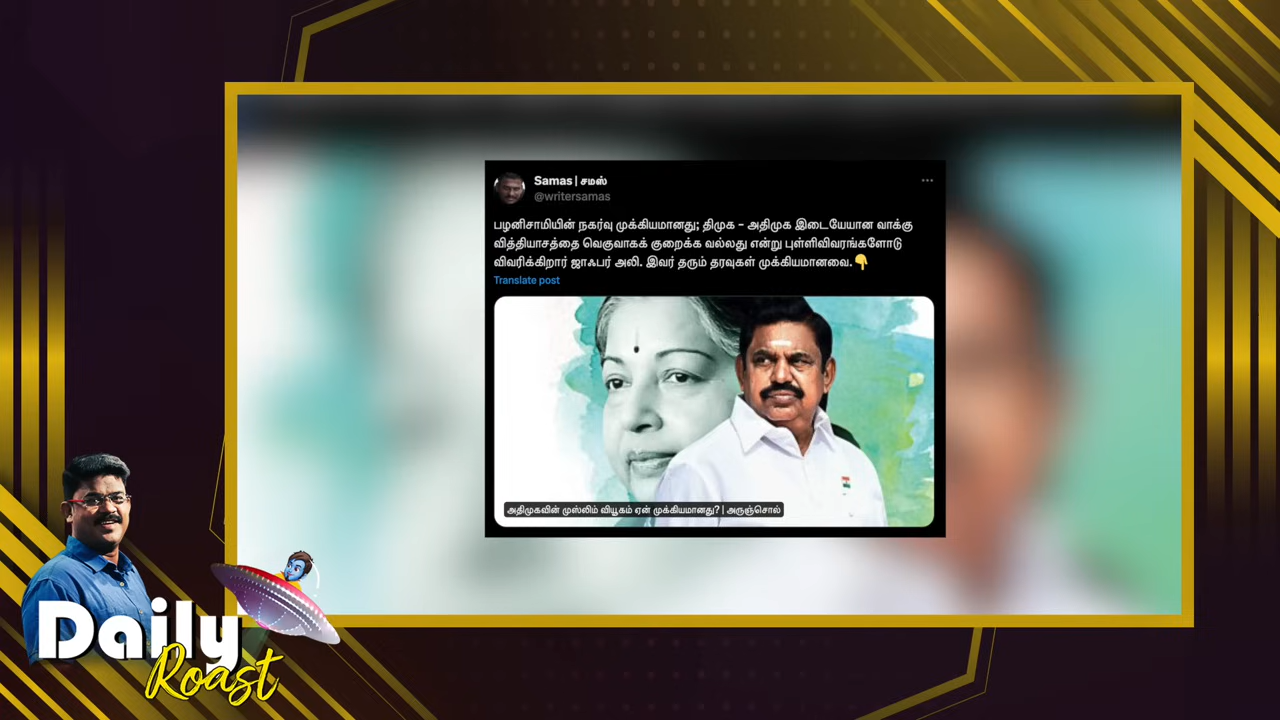 Samas | சமஸ்
@writersamas
பழனிசாமியின் நகர்வு முக்கியமானது; திமுக - அதிமுக இடையேயான வாக்கு
வித்தியாசத்தை வெகுவாகக் குறைக்க வல்லது என்று புள்ளிவிவரங்களோடு
விவரிக்கிறார் ஜாஃபர் அலி. இவர் தரும் தரவுகள் முக்கியமானவை.👇
Translate post
அதிமுகவின் முஸ்லிம் வியூகம் ஏன் முக்கியமானது? | அருஞ்சொல்
Daily
Roast